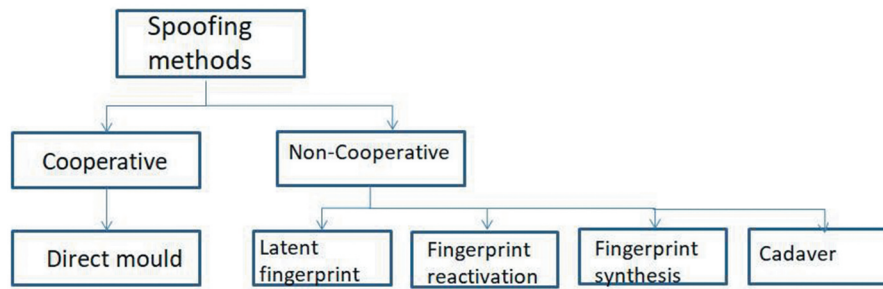 Spoofing
methods
Cooperative
Non-Cooperative
Direct mould
Latent
fingerprint
Fingerprint
reactivation
Fingerprint
synthesis
Cadaver